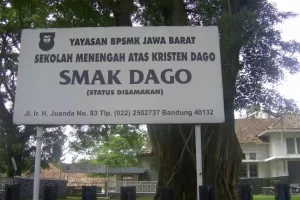 YAYASAN BPSMK JAWA BARAT
SEKOLAH MENENGAH ATAS KRISTEN DAGO
SMAK DAGO
(STATUS DISAMAKAN)
Jl. Ir. H. Juanda No. 93 Tlp. (022) 2502737 Bandung 40132